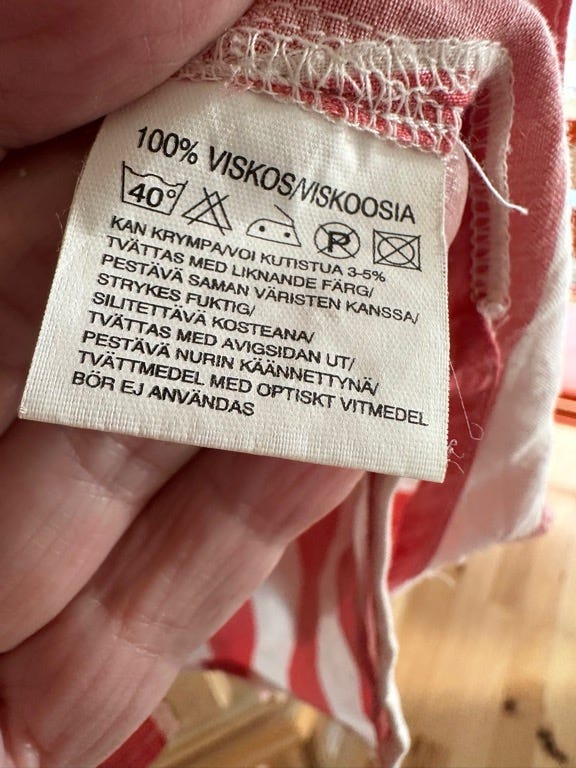 100% VISKOS/VISKOOSIA
40° P
KAN KRYMPA/VOI KUTISTUA 3-5%
TVÄTTAS MED LIKNANDE FÄRG/
PESTÄVÄ SAMAN VÄRISTEN KANSSA/
STRYKES FUKTIG/
SILITETTÄVÄ KOSTEANA/
TVÄTTAS MED AVIGSIDAN UT/
PESTÄVÄ NURIN KÄÄNNETTYNÄ/
TVÄTTMEDEL MED OPTISKT VITMEDEL
BÖR EJ ANVÄNDAS